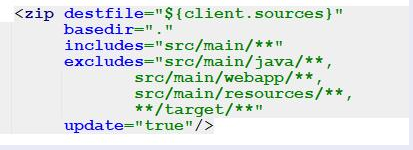 <zip destfile="${client.sources}"
basedir="."
includes="src/main/**"
excludes="src/main/java/**,
src/main/webapp/**,
src/main/resources/**,
**/target/**"
update="true"/>